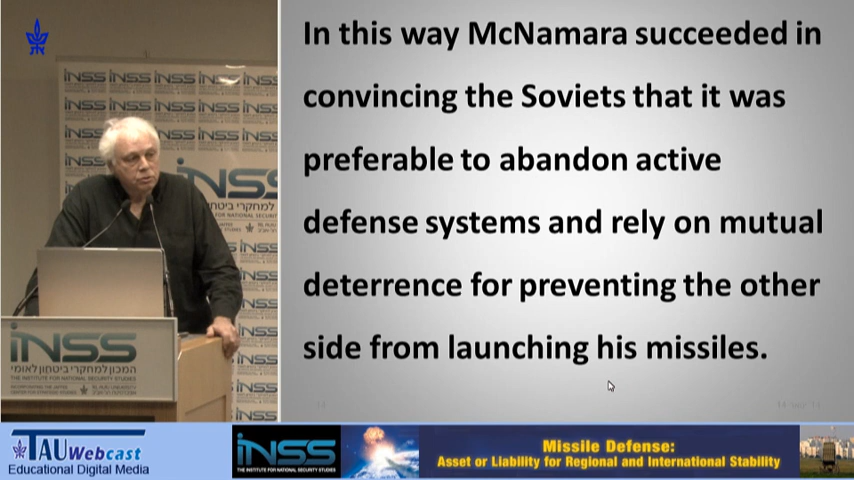 In this way McNamara succeeded in
convincing the Soviets that it was
preferable to abandon active
defense systems and rely on mutual
deterrence for preventing the other
side from launching his missiles.
INSS
INSS
המכון למחקרי ביטחון לאומי
THE INSTITUTE FOR NATIONAL SECURITY STUDIES
TAU Webcast
Educational Digital Media
INSS
THE INSTITUTE FOR NATIONAL SECURITY STUDIES
Missile Defense:
Asset or Liability for Regional and International Stability